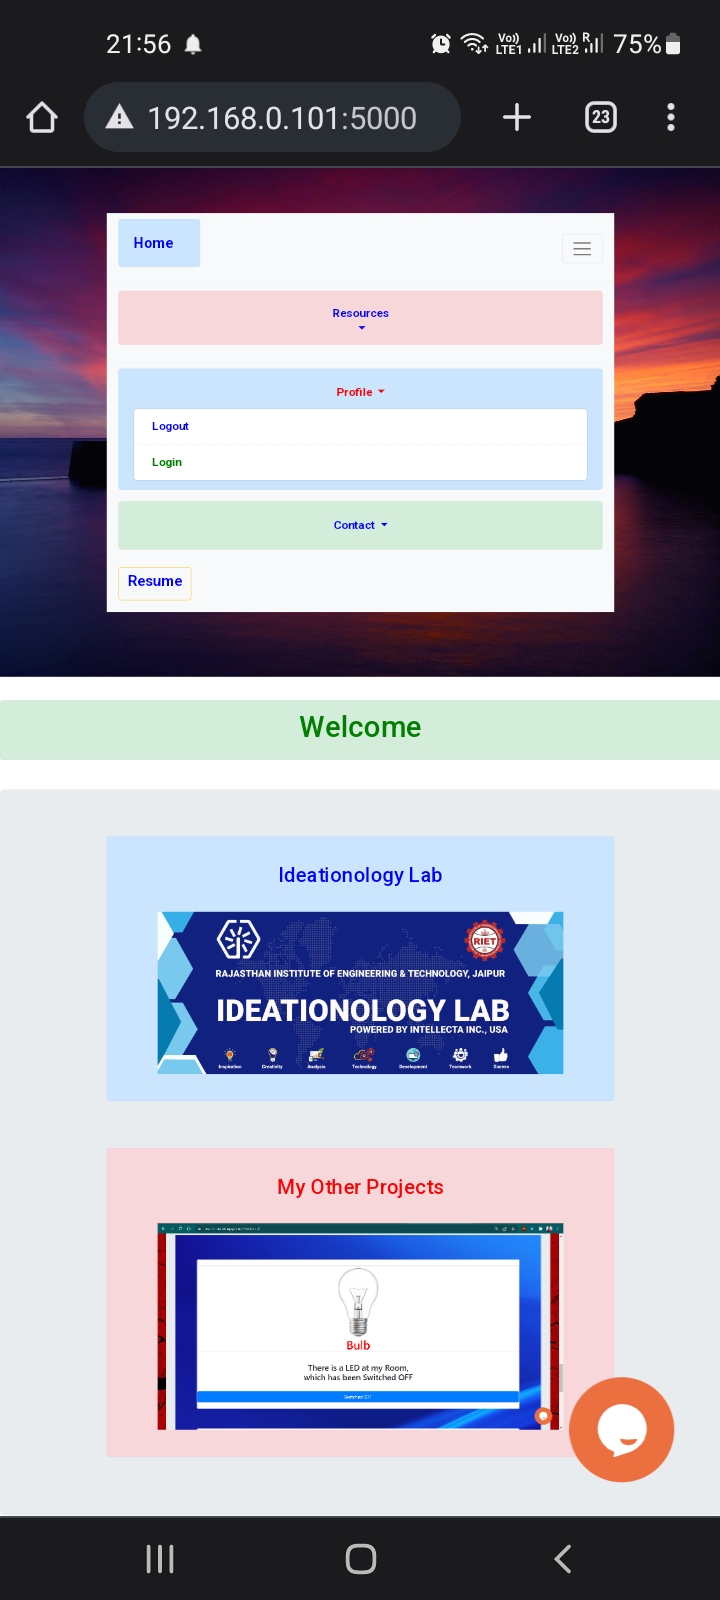 21:56
Vo)) LTE1 Vo)) R LTE2 75%
192.168.0.101:5000
23
Home
Resources
Profile
Logout
Login
Contact
Resume
Welcome
Ideationology Lab
RIET
RAJASTHAN INSTITUTE OF ENGINEERING & TECHNOLOGY, JAIPUR
IDEATIONOLOGY LAB
POWERED BY INTELLECTA INC., USA
Inspiration Creativity Analysis Technology Development Teamwork Sucess
My Other Projects
Bulb
There is a LED at my Room,
which has been Switched OFF
Switched Off